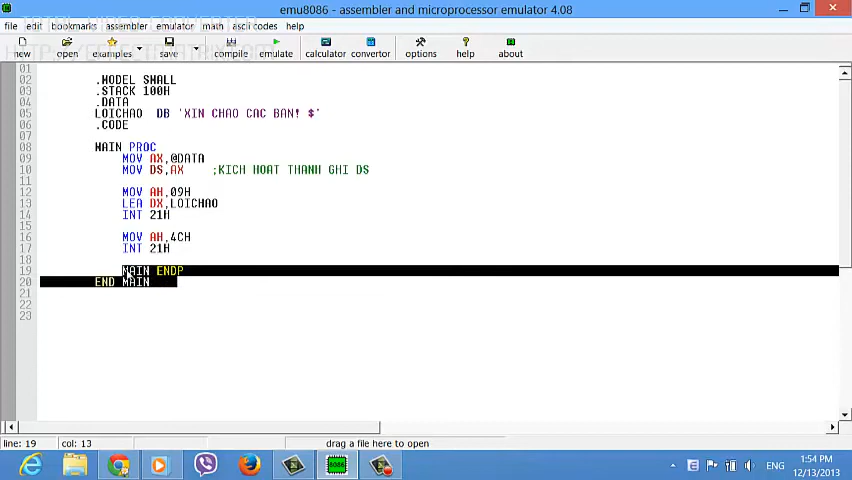 emu8086 - assembler and microprocessor emulator 4.08
file edit bookmarks assembler emulator math ascii codes help
new open examples save compile emulate calculator convertor options help about
01
02 .MODEL SMALL
03 .STACK 100H
04 .DATA
05 LOICHAO DB 'XIN CHAO CAC BAN! $'
06 .CODE
07
08 MAIN PROC
09 MOV AX,@DATA
10 MOV DS,AX ;KICH HOAT THANH GHI DS
11
12 MOV AH,09H
13 LEA DX,LOICHAO
14 INT 21H
15
16 MOV AH,4CH
17 INT 21H
18
19 MAIN ENDP
20 END MAIN
21
22
23
line: 19 col: 13 drag a file here to open
8086
ENG
1:54 PM
12/13/2013